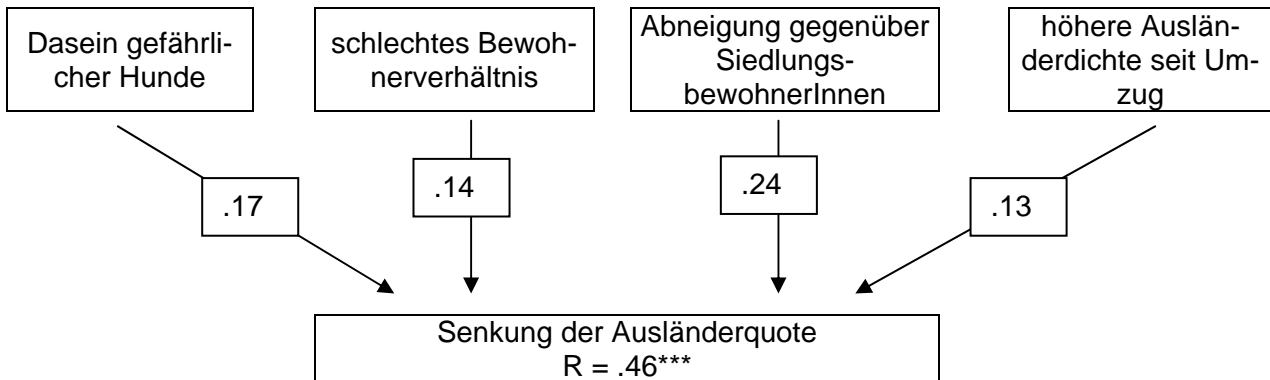 Dasein gefährli-
cher Hunde
schlechtes Bewoh-
nerverhältnis
Abneigung gegenüber
Siedlungs-
bewohnerInnen
höhere Auslän-
derdichte seit Um-
zug
.17
.14
.24
.13
Senkung der Ausländerquote
R = .46***